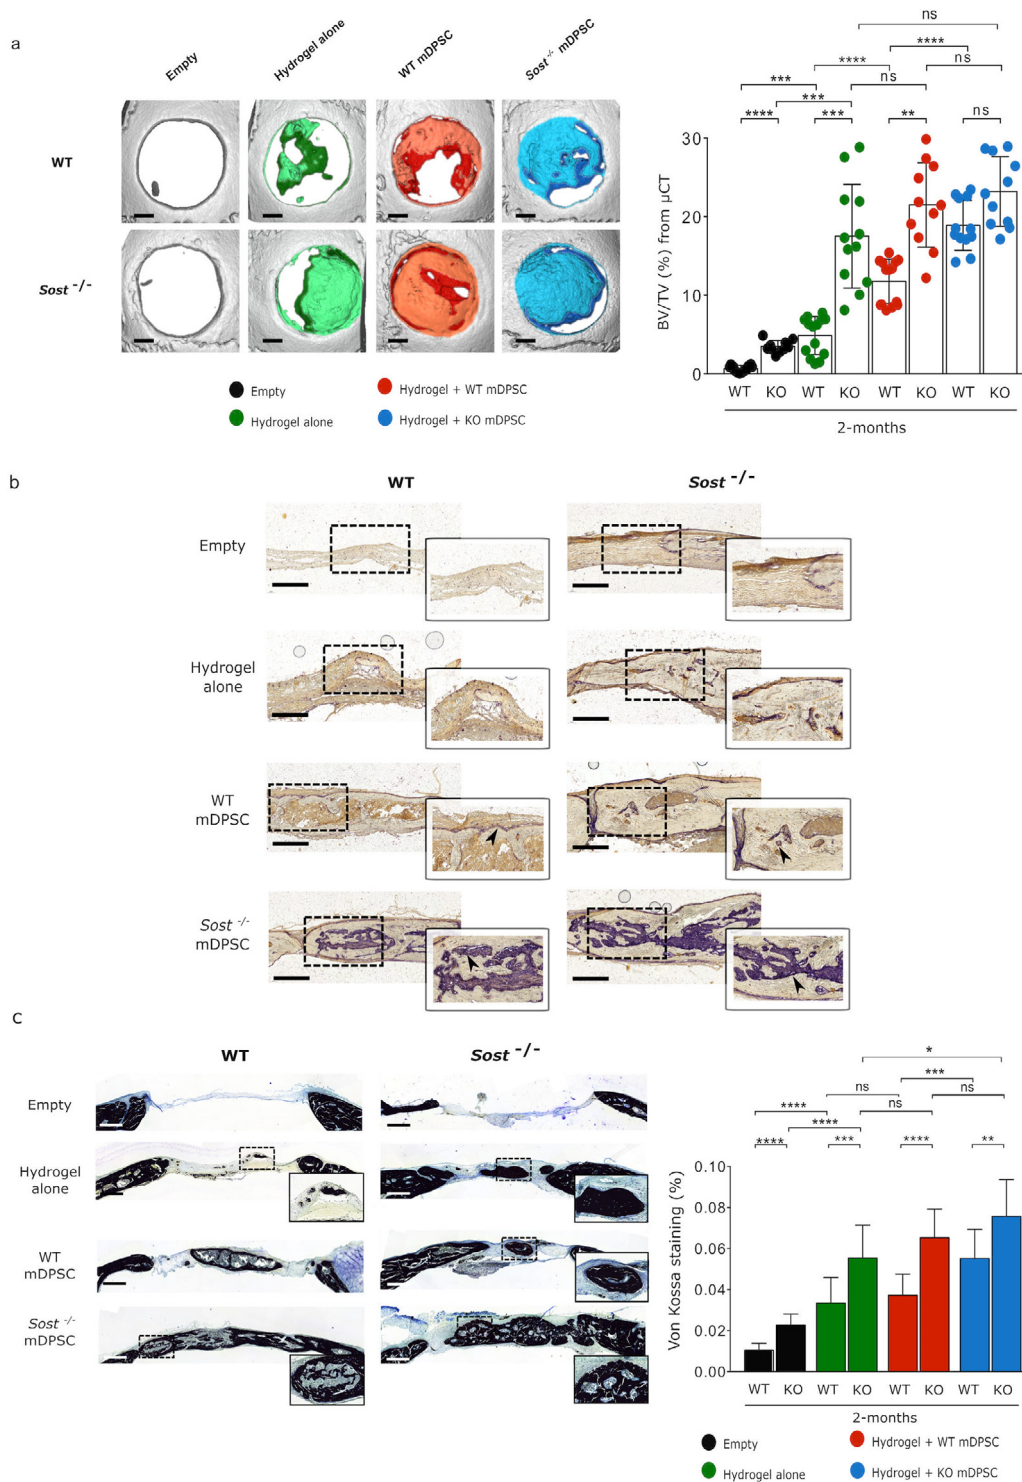 a
Empty
Hydrogel alone
WT mDPSC
Sost -/- mDPSC
WT
Sost -/-
Empty
Hydrogel alone
Hydrogel + WT mDPSC
Hydrogel + KO mDPSC
ns
****
**** ns
*** ns
***
**** *** ** ns
BV/TV (%) from µCT
30
20
10
0
WT KO WT KO WT KO WT KO
2-months
b
WT Sost -/-
Empty
Hydrogel
alone
WT
mDPSC
Sost -/-
mDPSC
c
WT Sost -/-
Empty
Hydrogel
alone
WT
mDPSC
Sost -/-
mDPSC
*
***
ns ns
**** ns
****
**** *** **** **
Von Kossa staining (%)
0.10
0.08
0.06
0.04
0.02
0.00
WT KO WT KO WT KO WT KO
2-months
Empty
Hydrogel alone
Hydrogel + WT mDPSC
Hydrogel + KO mDPSC